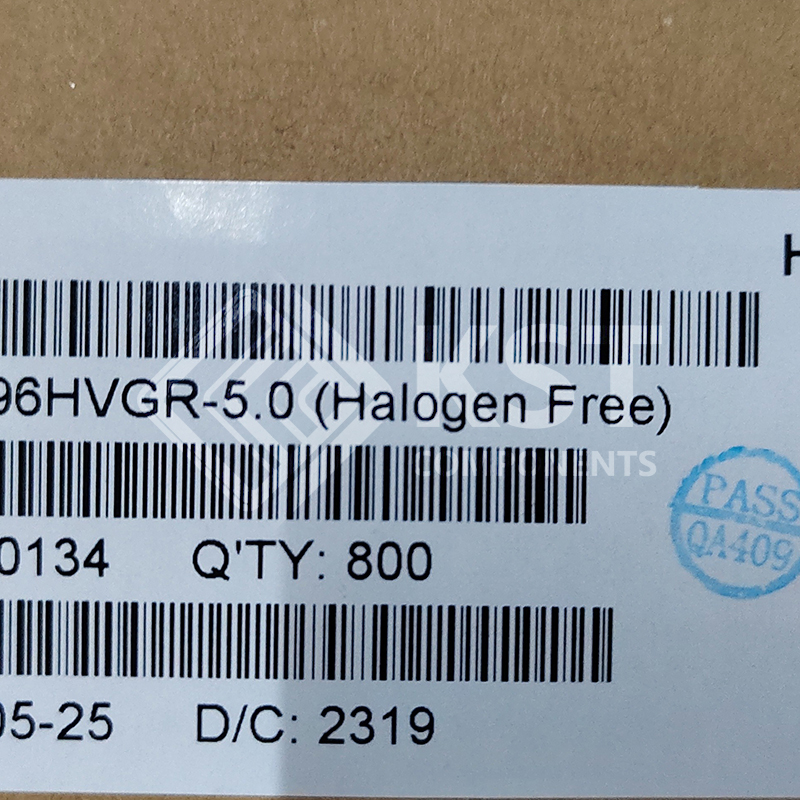 H
96HVGR-5.0 (Halogen Free)
KST
COMPONENTS
PASS
QA409
0134 Q'TY: 800
05-25 D/C: 2319